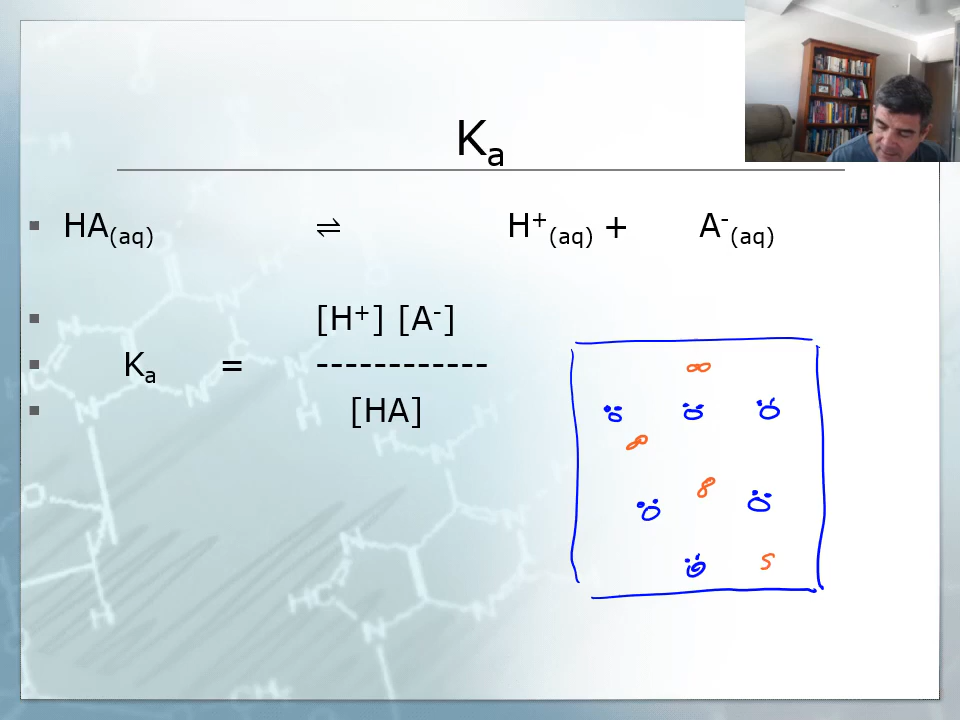 Kₐ
HA(aq) ⇌ H⁺(aq) + A⁻(aq)
[H⁺] [A⁻]
Kₐ = ------------
[HA]